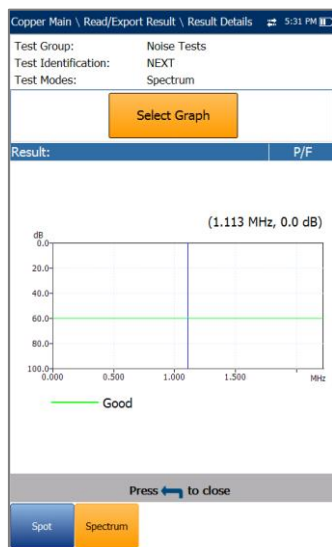 Copper Main \ Read/Export Result \ Result Details 5:31 PM
Test Group: Noise Tests
Test Identification: NEXT
Test Modes: Spectrum
Select Graph
Result: P/F
(1.113 MHz, 0.0 dB)
dB
0.0
20.0
40.0
60.0
80.0
100.0
0.000 0.500 1.000 1.500 MHz
Good
Press to close
Spot Spectrum